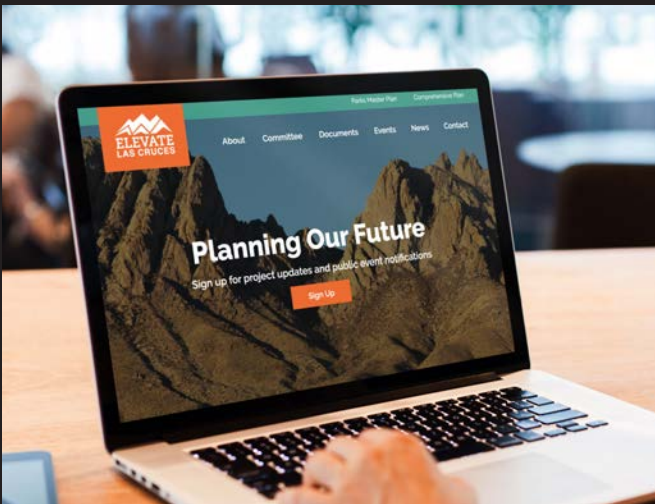 Parks Master Plan Comprehensive Plan
ELEVATE
LAS CRUCES
About Committee Documents Events News Contact
Planning Our Future
Sign up for project updates and public event notifications
Sign Up